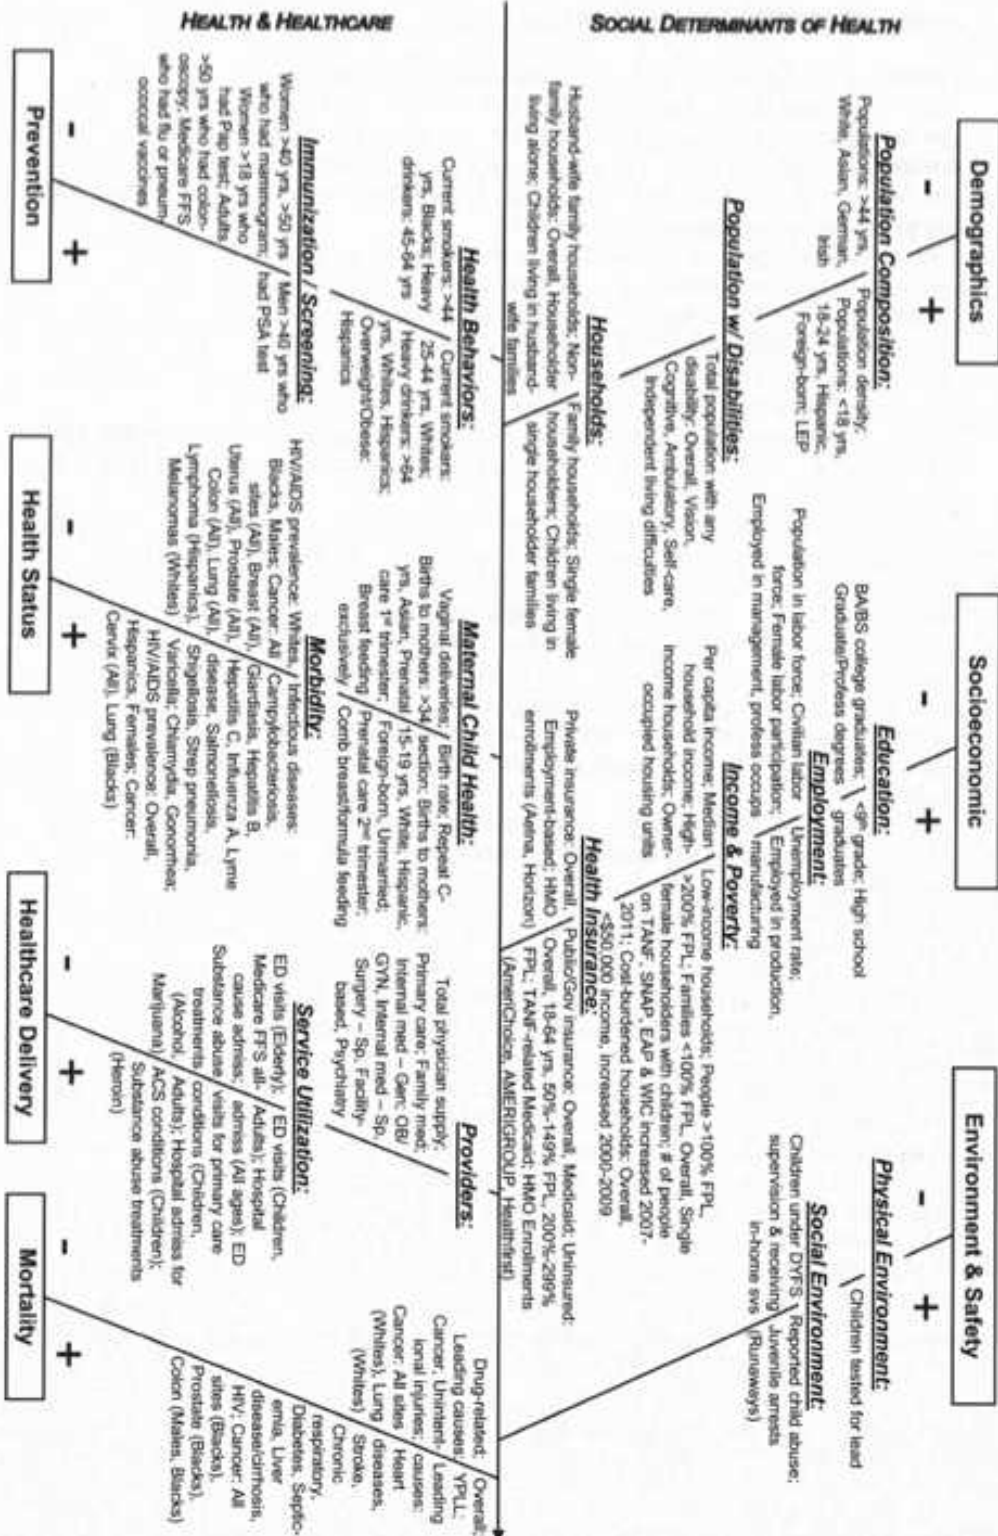 SOCIAL DETERMINANTS OF HEALTH
Demographics
- +
Population Composition:
Populations: >44 yrs,
White, Asian, German,
Irish
Population density;
Populations: <18 yrs,
18-24 yrs, Hispanic,
Foreign-born; LEP
Population w/ Disabilities:
Total population with any
disability: Overall, Vision,
Cognitive, Ambulatory, Self-care,
Independent living difficulties
Households:
Husband-wife family households; Non-
family households: Overall, Householder
living alone; Children living in husband-
wife families
Family households; Single female
householders; Children living in
single householder families
Socioeconomic
- +
Education:
BA/BS college graduates;
Graduate/Profess degrees
<9th grade; High school
graduates
Employment:
Population in labor force; Civilian labor
force; Female labor participation;
Employed in management, profess occups
Unemployment rate;
Employed in production,
manufacturing
Income & Poverty:
Per capita income; Median
household income; High-
income households; Owner-
occupied housing units
Low-income households; People >100% FPL,
>200% FPL; Families <100% FPL, Overall, Single
female householders with children; # of people
on TANF, SNAP, EAP & WIC increased 2007-
2011; Cost-burdened households: Overall,
<$50,000 income, increased 2000-2009
Health Insurance:
Private insurance: Overall,
Employment-based; HMO
enrollments (Aetna, Horizon)
Public/Gov insurance: Overall, Medicaid; Uninsured:
Overall, 18-64 yrs, 50%-149% FPL, 200%-299%
FPL; TANF-related Medicaid; HMO Enrollments
(AmeriChoice, AMERIGROUP, Healthfirst)
Environment & Safety
- +
Physical Environment:
Children tested for lead
Social Environment:
Children under DYFS
supervision & receiving
in-home svs
Reported child abuse;
Juvenile arrests
(Runaways)
HEALTH & HEALTHCARE
Health Behaviors:
Current smokers: >44
yrs, Blacks; Heavy
drinkers: 45-64 yrs
Current smokers:
25-44 yrs, Whites;
Heavy drinkers: >64
yrs, Whites, Hispanics;
Overweight/Obese:
Hispanics
Immunization / Screening:
Women >40 yrs, >50 yrs
who had mammogram;
Women >18 yrs who
had Pap test; Adults
>50 yrs who had colon-
oscopy; Medicare FFS
who had flu or pneum-
ococcal vaccines
Men >40 yrs who
had PSA test
- +
Prevention
Maternal Child Health:
Vaginal deliveries;
Births to mothers: >34
yrs, Asian, Prenatal
care 1st trimester;
Breast feeding
exclusively
Birth rate; Repeat C-
section; Births to mothers:
15-19 yrs, White, Hispanic,
Foreign-born, Unmarried;
Prenatal care 2nd trimester;
Comb breast/formula feeding
Morbidity:
HIV/AIDS prevalence: Whites,
Blacks, Males; Cancer: All
sites (All), Breast (All),
Uterus (All), Prostate (All),
Colon (All), Lung (All),
Lymphoma (Hispanics),
Melanomas (Whites)
Infectious diseases:
Campylobacteriosis,
Giardiasis, Hepatitis B,
Hepatitis C, Influenza A, Lyme
disease, Salmonellosis,
Shigellosis, Strep pneumonia,
Varicella; Chlamydia, Gonorrhea;
HIV/AIDS prevalence: Overall,
Hispanics, Females; Cancer:
Cervix (All), Lung (Blacks)
- +
Health Status
Providers:
Total physician supply;
Primary care; Family med;
Internal med – Gen; OB/
GYN, Internal med – Sp,
Surgery – Sp, Facility-
based, Psychiatry
Service Utilization:
ED visits (Elderly);
Medicare FFS all-
cause admiss;
Substance abuse
treatments
(Alcohol,
Marijuana)
ED visits (Children,
Adults); Hospital
admiss (All ages); ED
visits for primary care
conditions (Children,
Adults); Hospital admiss for
ACS conditions (Children);
Substance abuse treatments
(Heroin)
- +
Healthcare Delivery
Drug-related;
Leading causes:
Cancer, Unintent-
ional injuries;
Cancer: All sites
(Whites), Lung
(Whites)
Overall;
YPLL;
Leading
causes:
Heart
diseases,
Stroke,
Chronic
respiratory,
Diabetes, Septic-
emia, Liver
disease/cirrhosis,
HIV; Cancer: All
sites (Blacks),
Prostate (Blacks),
Colon (Males, Blacks)
- +
Mortality